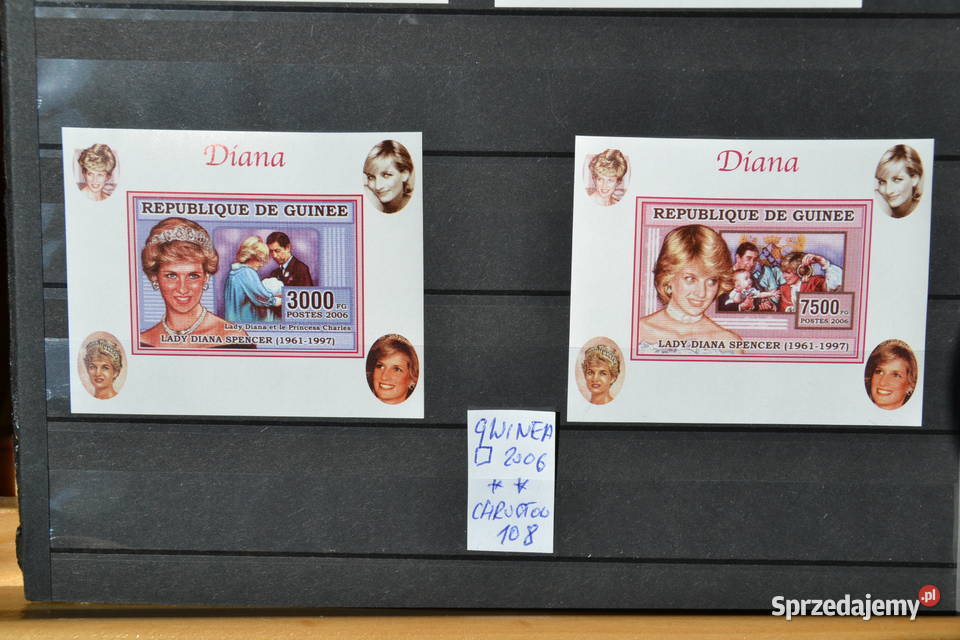 Diana
REPUBLIQUE DE GUINEE
3000 FG
POSTES 2006
Lady Diana et le Princess Charles
LADY DIANA SPENCER (1961-1997)
Diana
REPUBLIQUE DE GUINEE
7500 FG
POSTES 2006
LADY DIANA SPENCER (1961-1997)
GWINEA
2006
* *
108
Sprzedajemy.pl